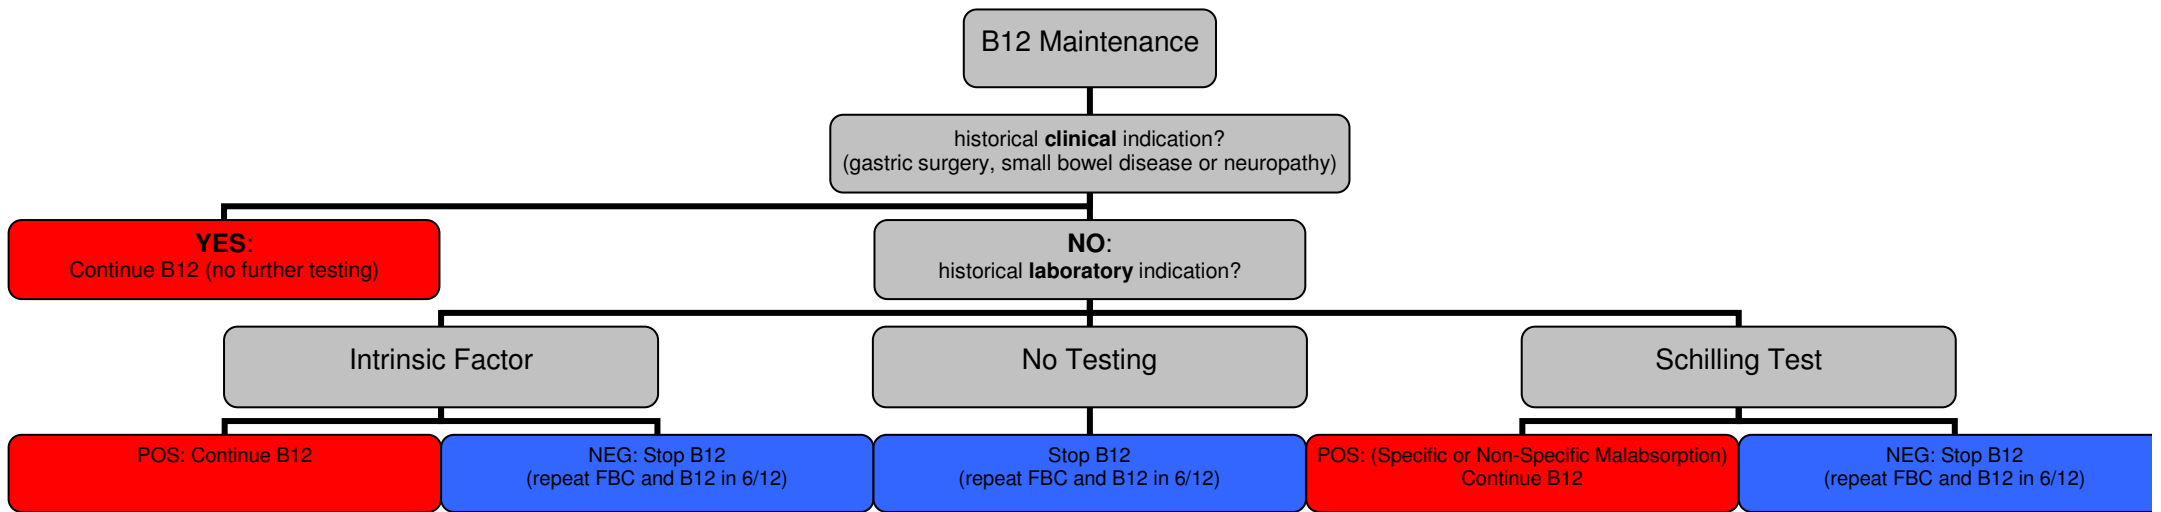 B12 Maintenance
historical clinical indication?
(gastric surgery, small bowel disease or neuropathy)
YES:
Continue B12 (no further testing)
NO:
historical laboratory indication?
Intrinsic Factor
No Testing
Schilling Test
POS: Continue B12
NEG: Stop B12
(repeat FBC and B12 in 6/12)
Stop B12
(repeat FBC and B12 in 6/12)
POS: (Specific or Non-Specific Malabsorption)
Continue B12
NEG: Stop B12
(repeat FBC and B12 in 6/12)